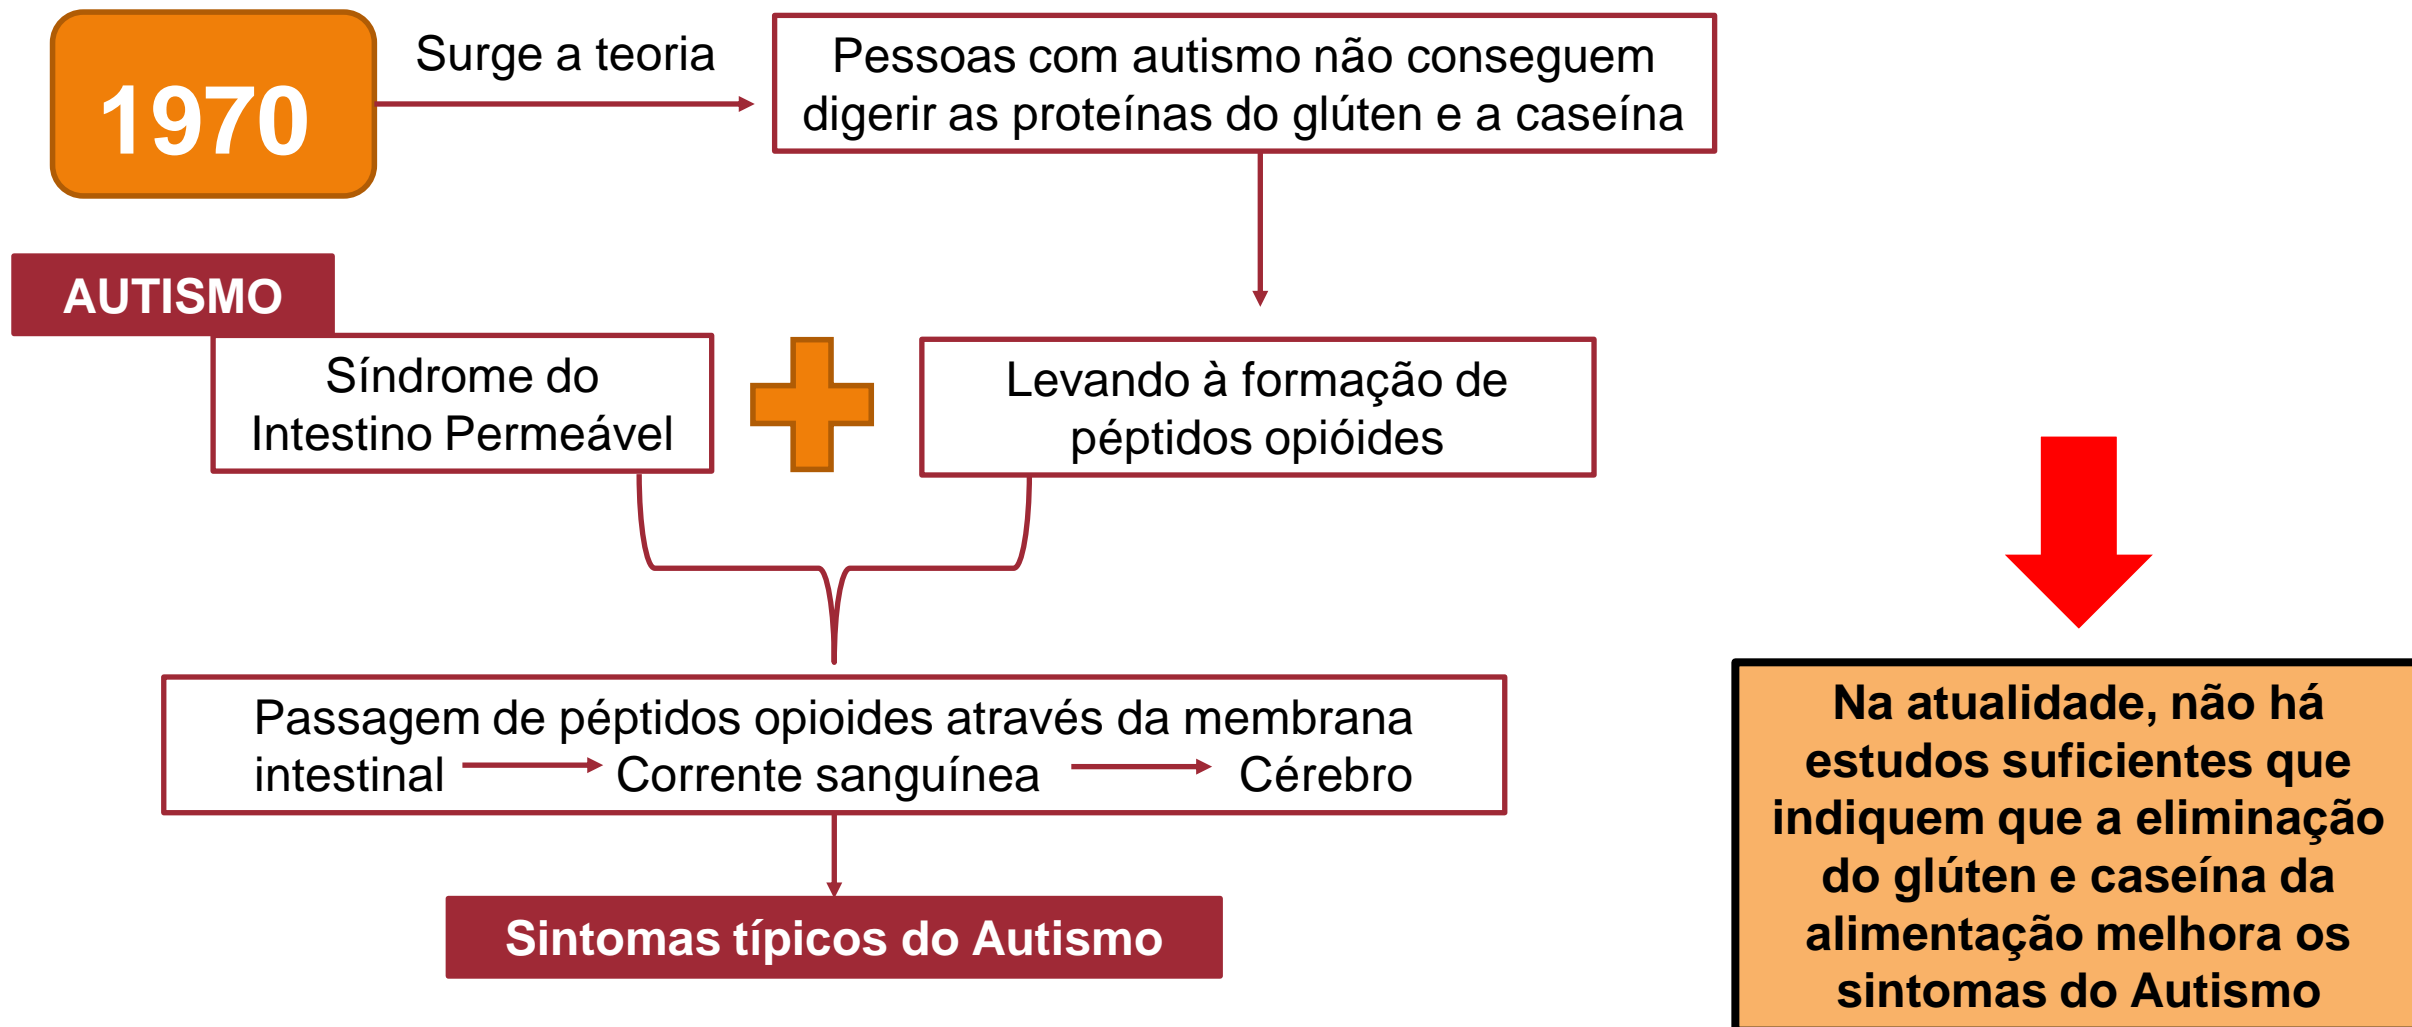 1970
Surge a teoria
Pessoas com autismo não conseguem
digerir as proteínas do glúten e a caseína
AUTISMO
Síndrome do
Intestino Permeável
Levando à formação de
péptidos opióides
Passagem de péptidos opioides através da membrana
intestinal Corrente sanguínea Cérebro
Sintomas típicos do Autismo
Na atualidade, não há
estudos suficientes que
indiquem que a eliminação
do glúten e caseína da
alimentação melhora os
sintomas do Autismo